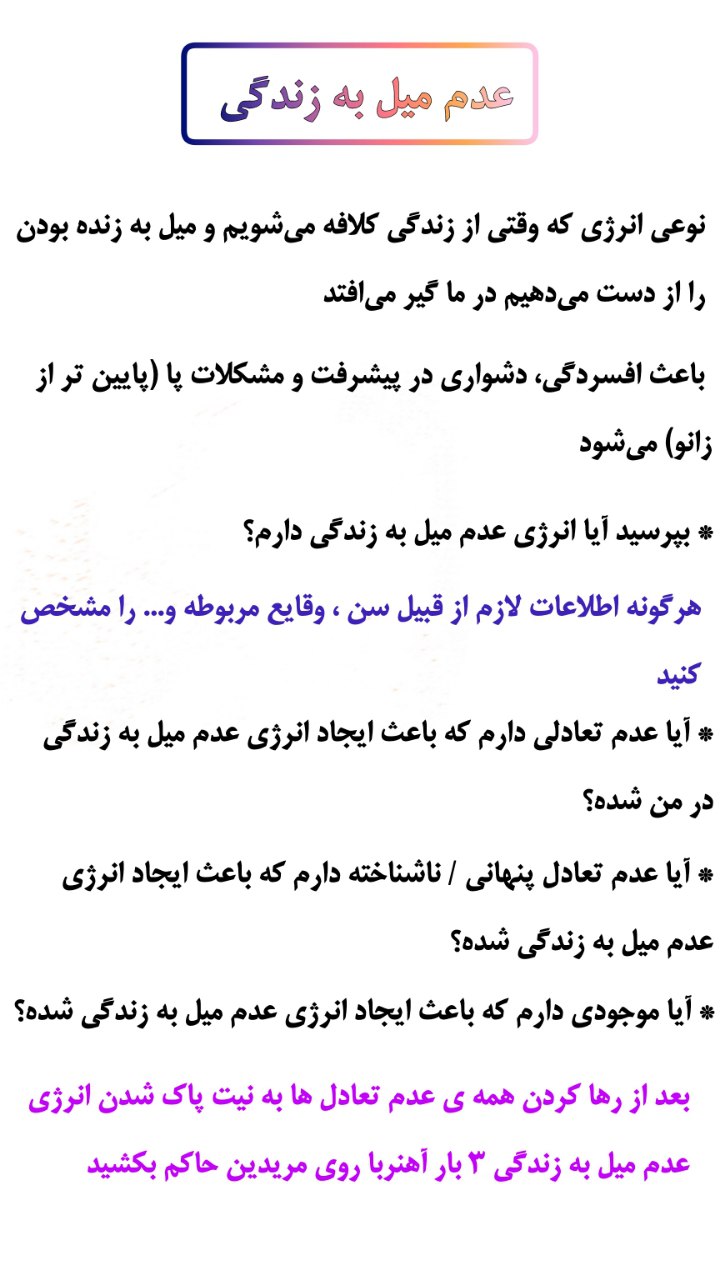 عدم میل به زندگی
نوعی انرژی که وقتی از زندگی کلافه می‌شویم و میل به زنده بودن
را از دست می‌دهیم در ما گیر می‌افتد
باعث افسردگی، دشواری در پیشرفت و مشکلات پا (پایین تر از
زانو) می‌شود
* بپرسید آیا انرژی عدم میل به زندگی دارم؟
هرگونه اطلاعات لازم از قبیل سن ، وقایع مربوطه و... را مشخص
کنید
* آیا عدم تعادلی دارم که باعث ایجاد انرژی عدم میل به زندگی
در من شده؟
* آیا عدم تعادل پنهانی / ناشناخته دارم که باعث ایجاد انرژی
عدم میل به زندگی شده؟
* آیا موجودی دارم که باعث ایجاد انرژی عدم میل به زندگی شده؟
بعد از رها کردن همه ی عدم تعادل ها به نیت پاک شدن انرژی
عدم میل به زندگی ۳ بار آهنربا روی مریدین حاکم بکشید